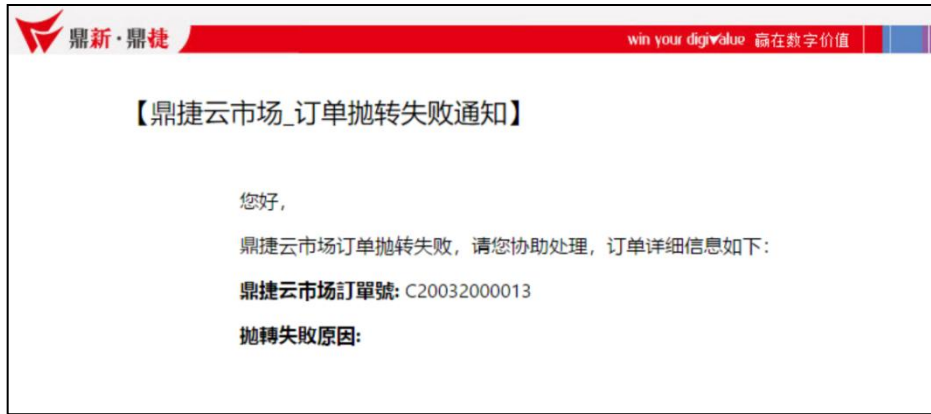 鼎新·鼎捷
win your digivalue 赢在数字价值
【鼎捷云市场_订单抛转失败通知】
您好，
鼎捷云市场订单抛转失败，请您协助处理，订单详细信息如下：
鼎捷云市场訂單號: C20032000013
抛轉失敗原因: